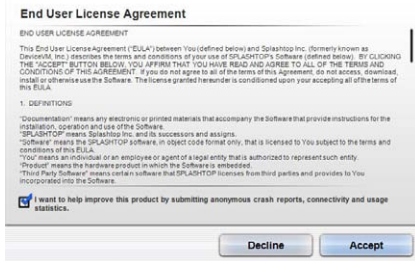 End User License Agreement
END USER LICENSE AGREEMENT
This End User License Agreement ("EULA") between You (defined below) and Splashtop Inc. (formerly known as
DeviceVM, Inc.) describes the terms and conditions of your use of SPLASHTOP's Software (defined below). BY CLICKING
THE "ACCEPT" BUTTON BELOW, YOU AFFIRM THAT YOU HAVE READ AND AGREE TO ALL OF THE TERMS AND
CONDITIONS OF THIS AGREEMENT. If you do not agree to all of the terms of this Agreement, do not access, download,
install or otherwise use the Software. The license granted hereunder is conditioned upon your accepting all of the terms of
this EULA.
1. DEFINITIONS
"Documentation" means any electronic or printed materials that accompany the Software that provide instructions for the
installation, operation and use of the Software.
"SPLASHTOP" means Splashtop Inc. and its successors and assigns.
"Software" means the SPLASHTOP software, in object code format only, that is licensed to You subject to the terms and
conditions of this EULA.
"You" means an individual or an employee or agent of a legal entity that is authorized to represent such entity.
"Product" means the hardware product in which the Software is embedded.
"Third Party Software" means certain software that SPLASHTOP licenses from third parties and provides to You
incorporated into the Software.
I want to help improve this product by submitting anonymous crash reports, connectivity and usage
statistics.
Decline
Accept